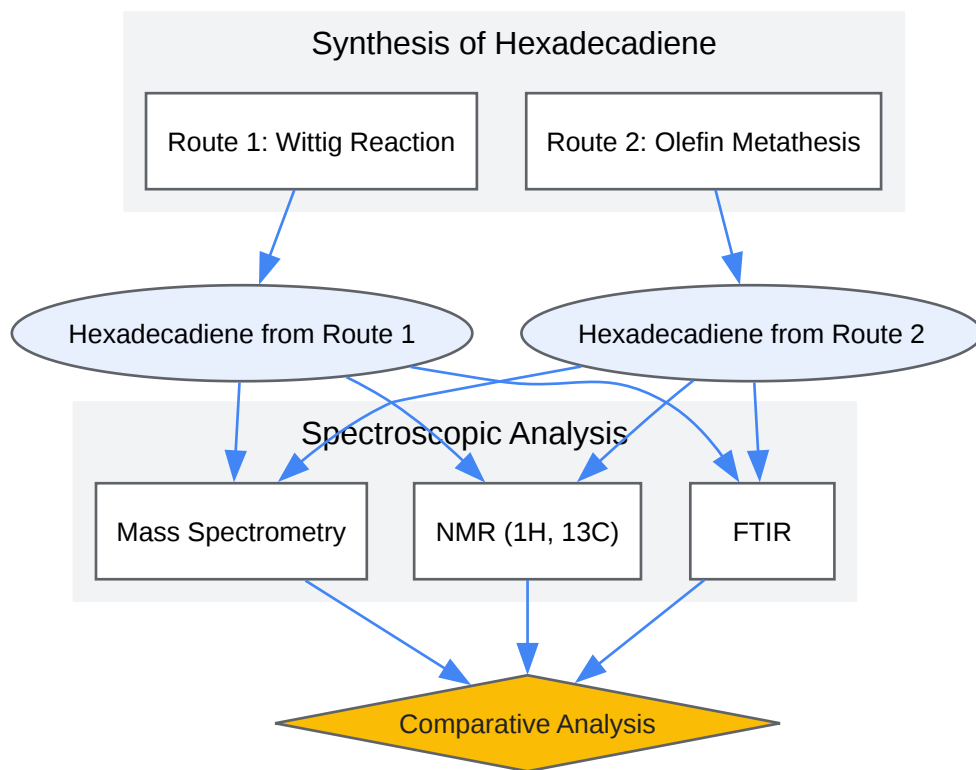 Synthesis of Hexadecadiene
Route 1: Wittig Reaction
Route 2: Olefin Metathesis
Hexadecadiene from Route 1
Hexadecadiene from Route 2
Spectroscopic Analysis
Mass Spectrometry
NMR (1H, 13C)
FTIR
Comparative Analysis